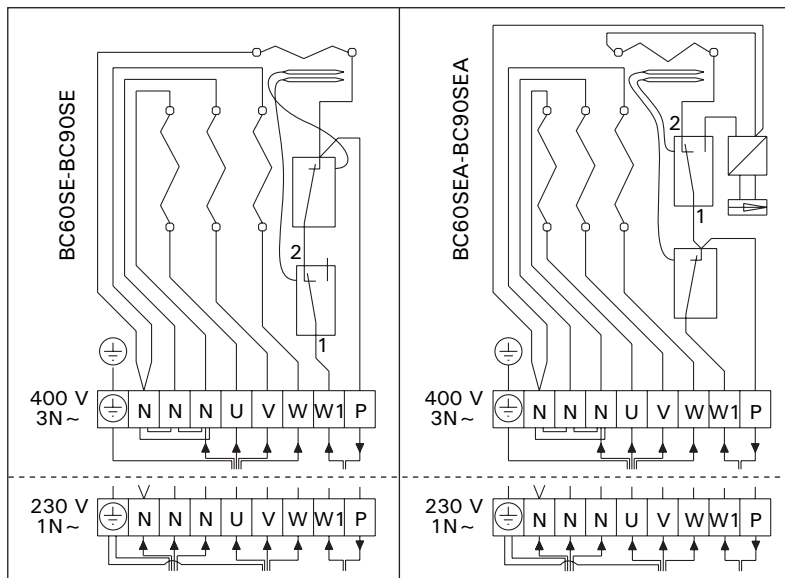 BC60SE-BC90SE
2
1
400 V
3N~
N N N U V W W1 P
230 V
1N~
N N N U V W W1 P
BC60SEA-BC90SEA
2
1
400 V
3N~
N N N U V W W1 P
230 V
1N~
N N N U V W W1 P